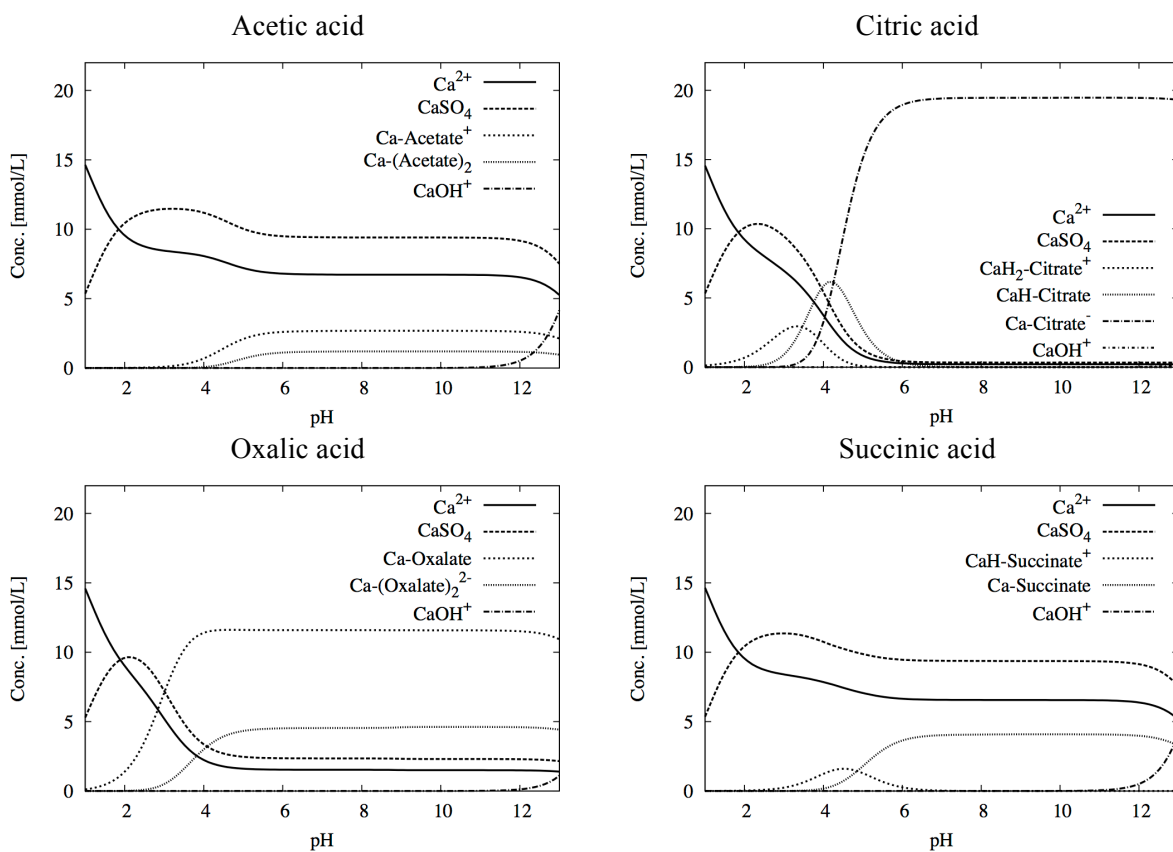 Acetic acid
Conc. [mmol/L]
20
15
10
5
0
2 4 6 8 10 12
pH
Ca²⁺
CaSO₄
Ca-Acetate⁺
Ca-(Acetate)₂
CaOH⁺
Citric acid
Conc. [mmol/L]
20
15
10
5
0
2 4 6 8 10 12
pH
Ca²⁺
CaSO₄
CaH₂-Citrate⁺
CaH-Citrate
Ca-Citrate⁻
CaOH⁺
Oxalic acid
Conc. [mmol/L]
20
15
10
5
0
2 4 6 8 10 12
pH
Ca²⁺
CaSO₄
Ca-Oxalate
Ca-(Oxalate)₂²⁻
CaOH⁺
Succinic acid
Conc. [mmol/L]
20
15
10
5
0
2 4 6 8 10 12
pH
Ca²⁺
CaSO₄
CaH-Succinate⁺
Ca-Succinate
CaOH⁺